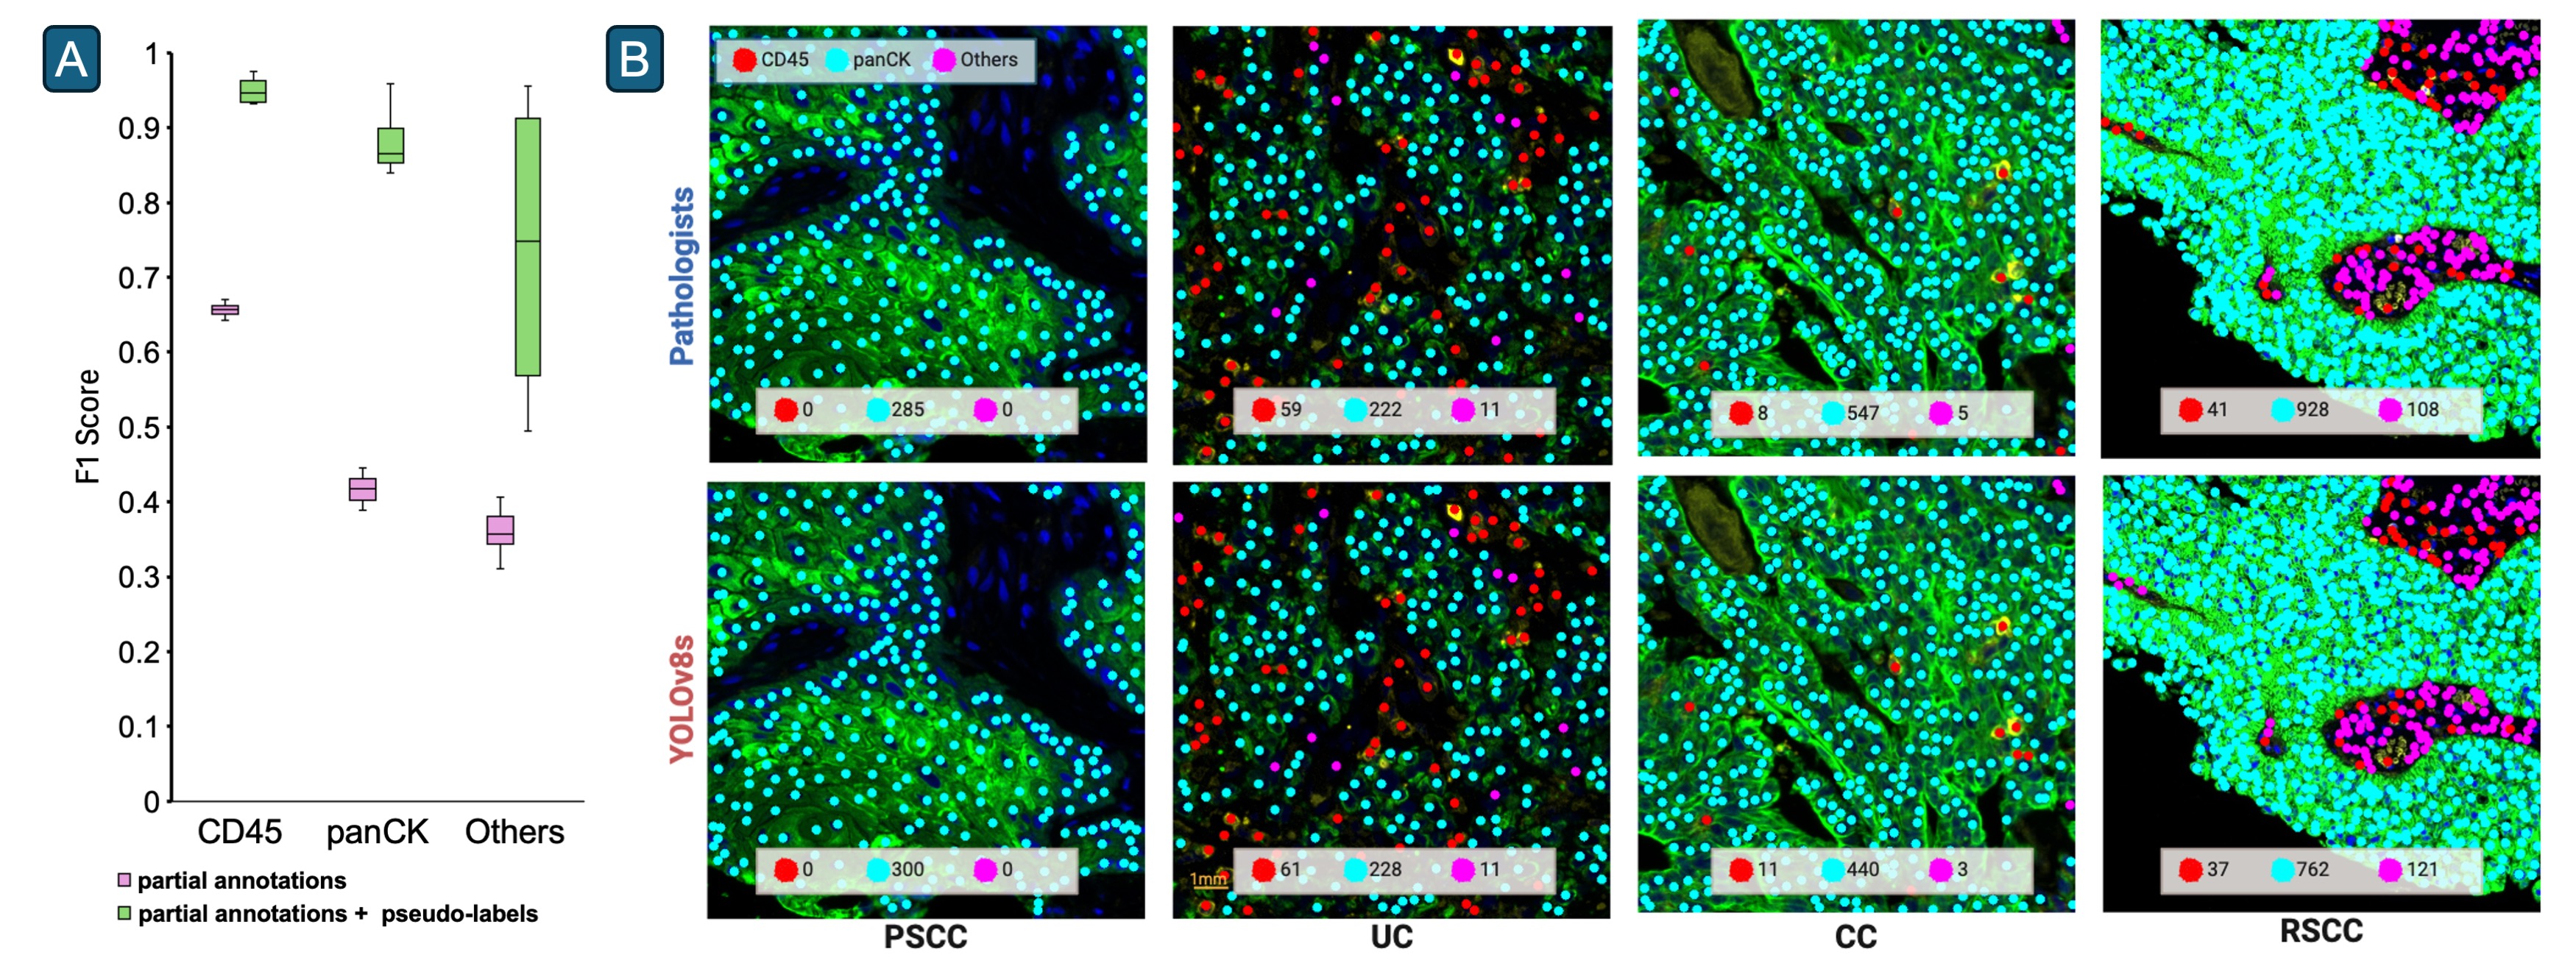 A
B
1
0.9
0.8
0.7
0.6
0.5
0.4
0.3
0.2
0.1
0
F1 Score
CD45 panCK Others
partial annotations
partial annotations + pseudo-labels
Pathologists
CD45 panCK Others
0 285 0
59 222 11
8 547 5
41 928 108
YOLOv8s
0 300 0
1mm
61 228 11
11 440 3
37 762 121
PSCC
UC
CC
RSCC